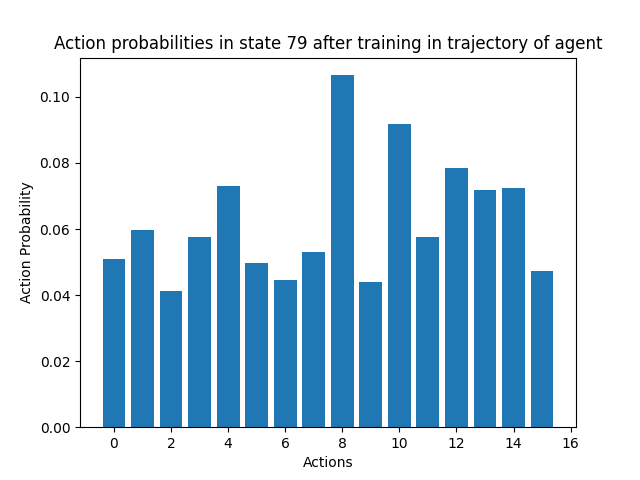 Action probabilities in state 79 after training in trajectory of agent
0.10
0.08
0.06
0.04
0.02
0.00
Action Probability
0 2 4 6 8 10 12 14 16
Actions